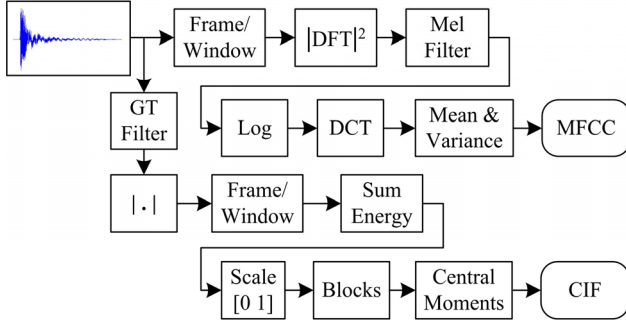 Frame/
Window
|DFT|²
Mel
Filter
GT
Filter
Log
DCT
Mean &
Variance
MFCC
|.|
Frame/
Window
Sum
Energy
Scale
[0 1]
Blocks
Central
Moments
CIF